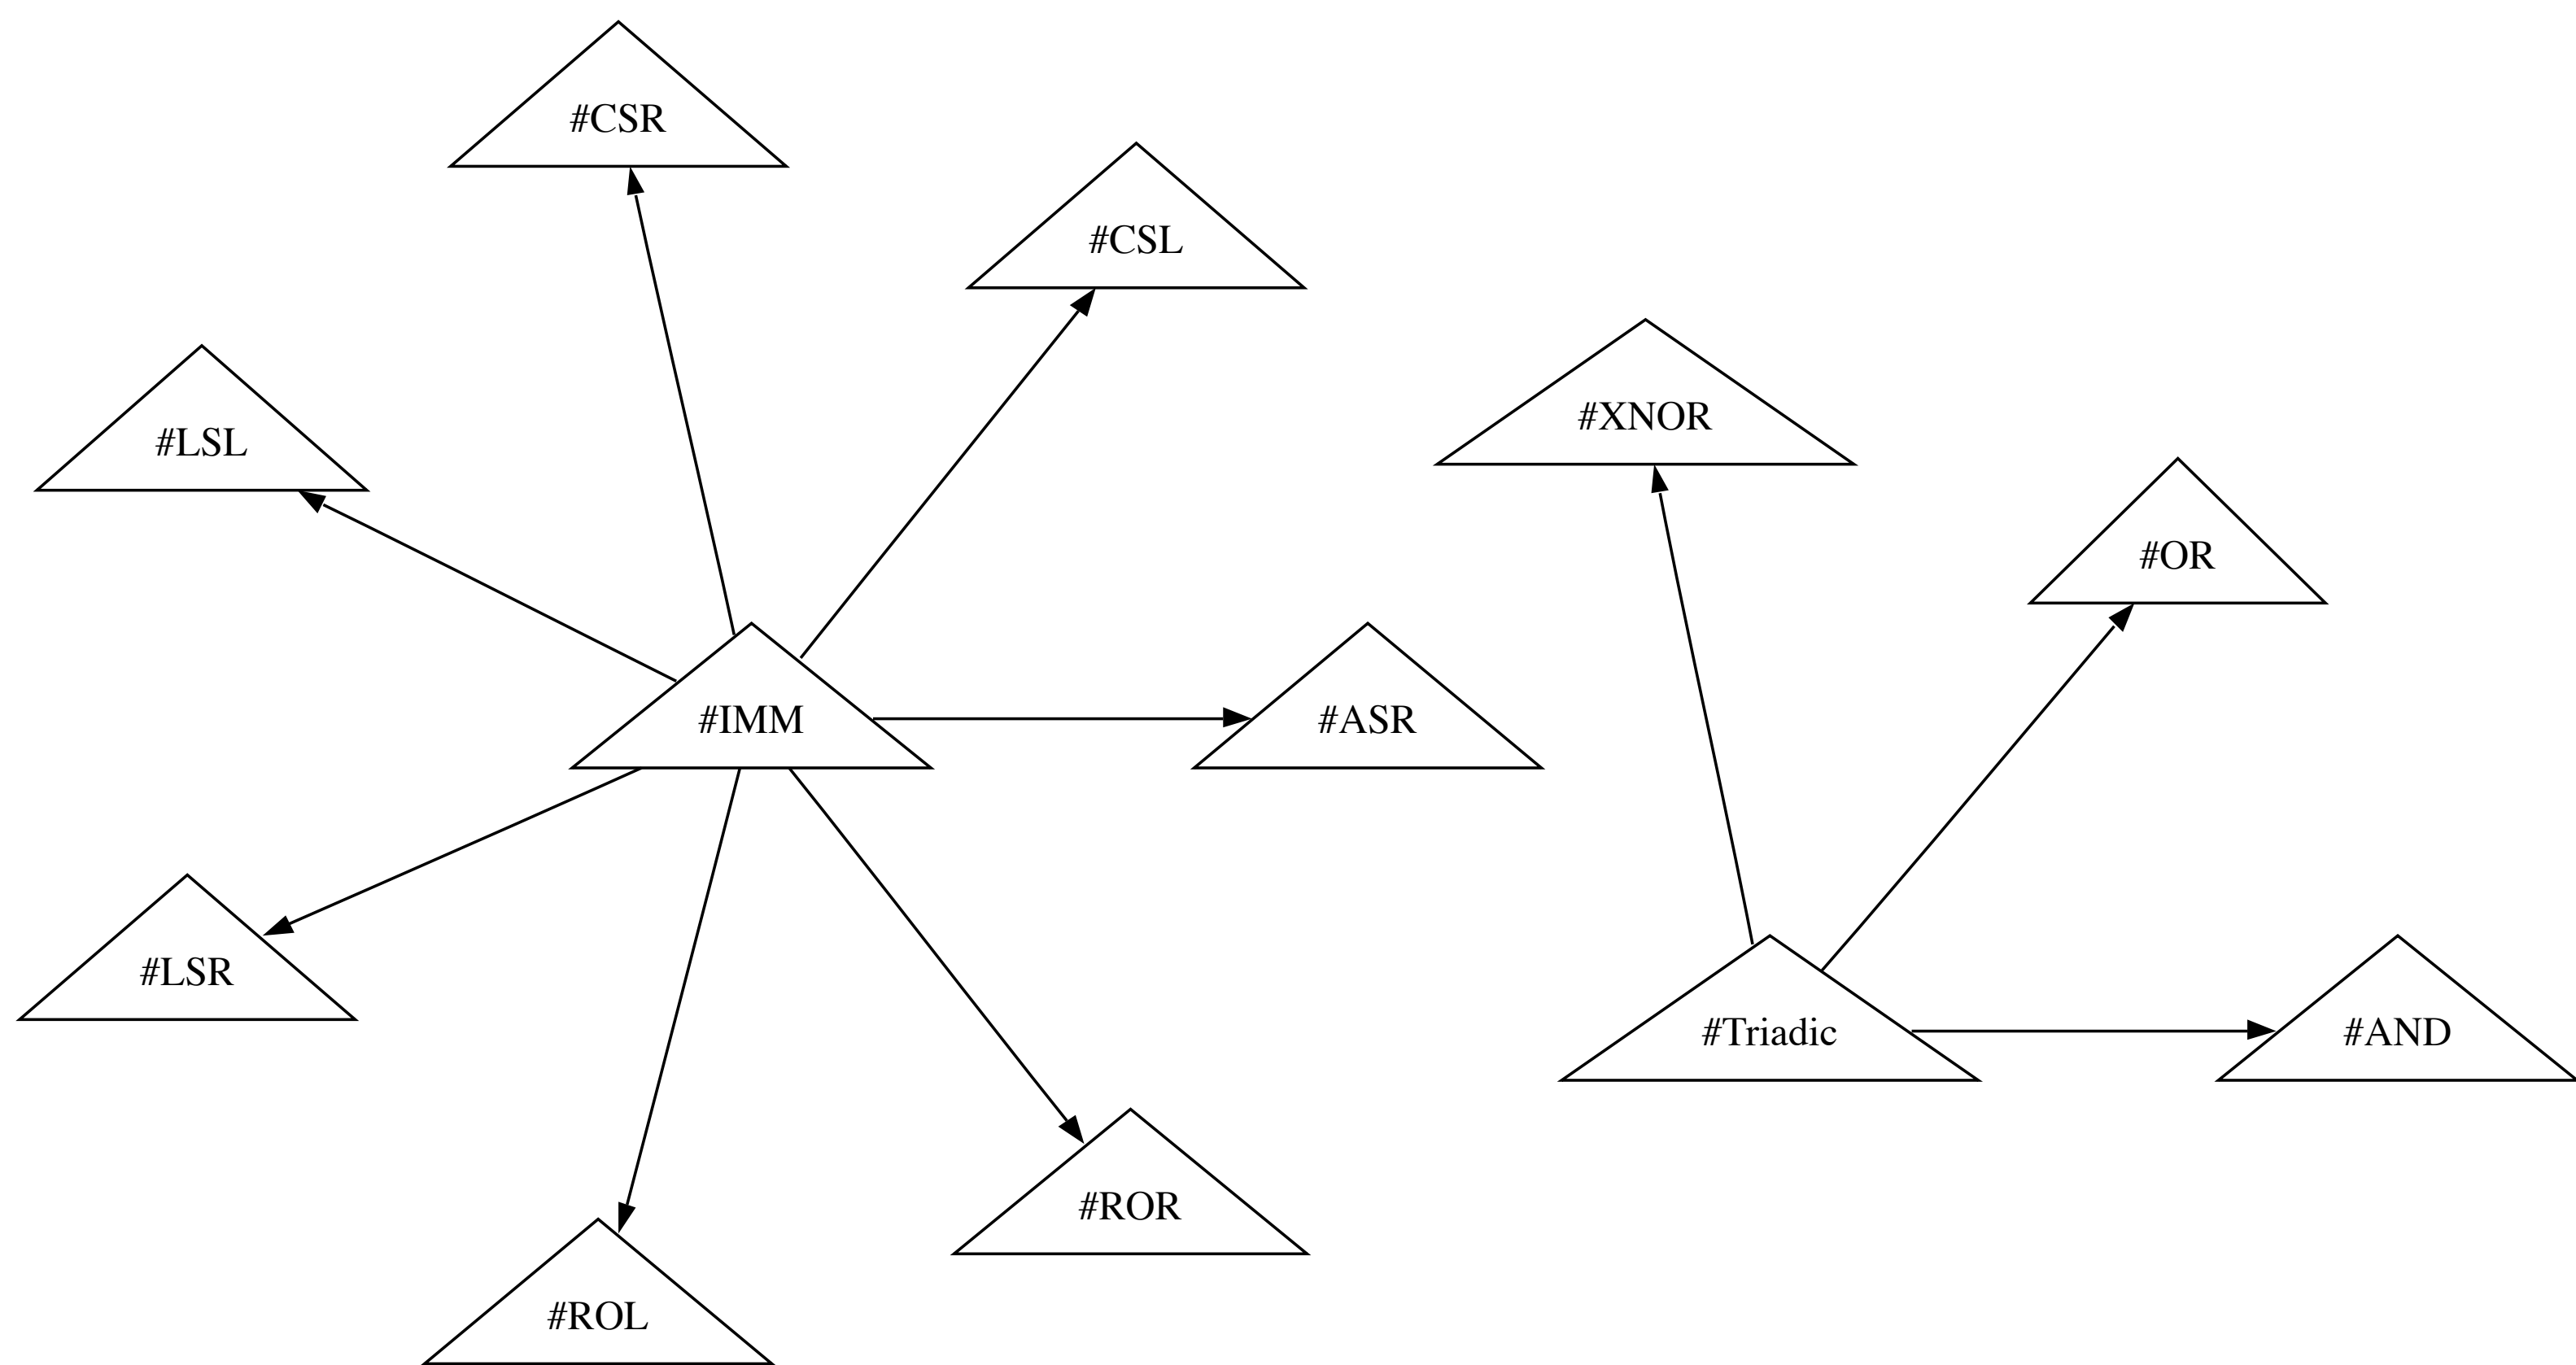 #CSR
#CSL
#XNOR
#LSL
#OR
#IMM
#ASR
#LSR
#Triadic
#AND
#ROR
#ROL